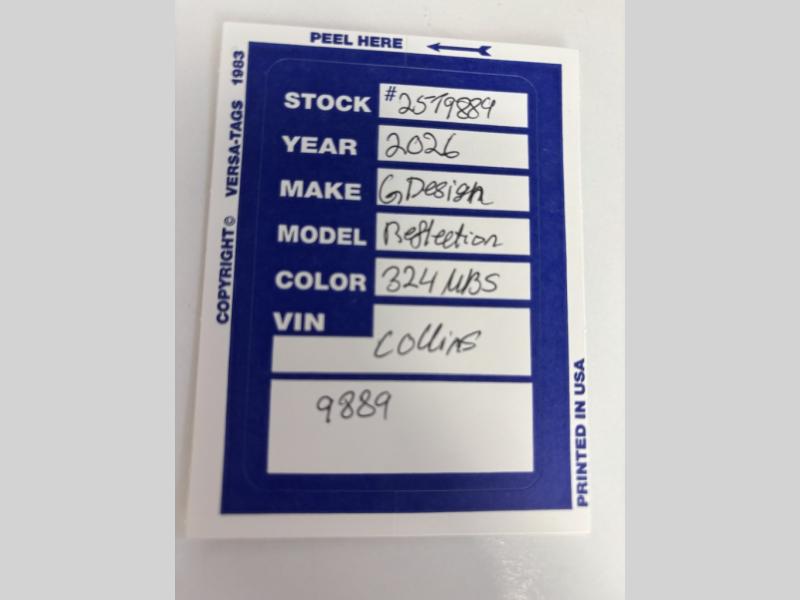 PEEL HERE
COPYRIGHT© VERSA-TAGS 1983
STOCK #25T9889
YEAR 2026
MAKE GDesign
MODEL Reflection
COLOR 324 MBS
VIN
Collins
9889
PRINTED IN USA